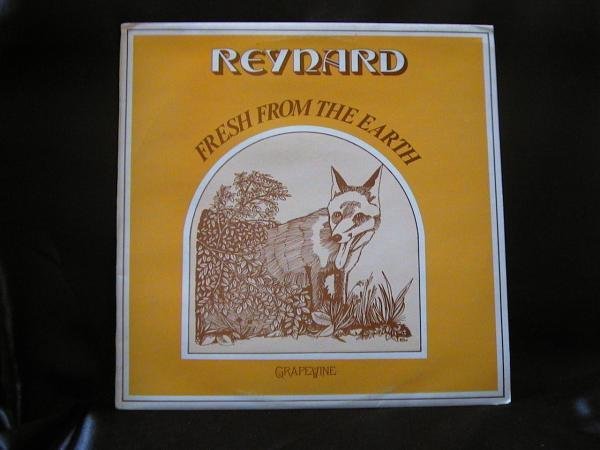 REYNARD
FRESH FROM THE EARTH
GRAPEVINE